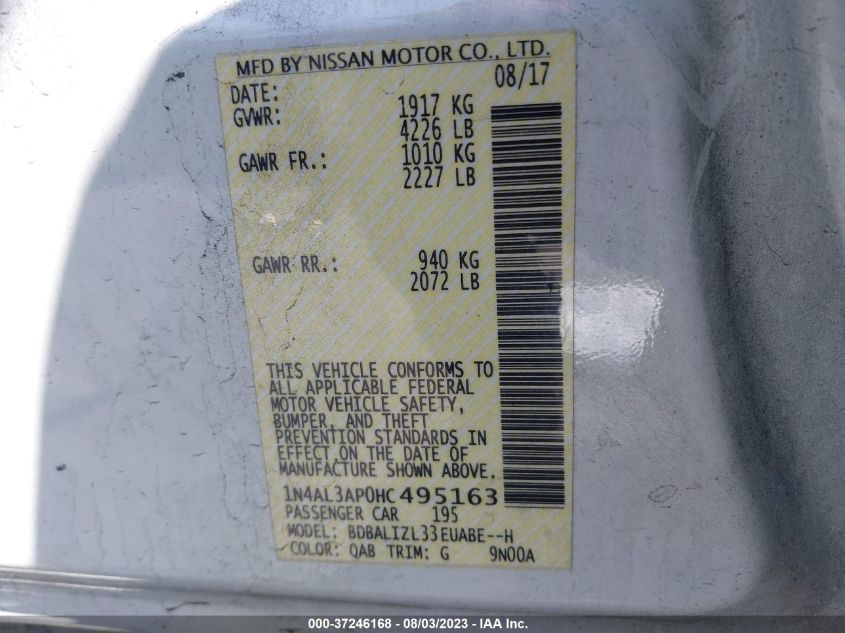 MFD BY NISSAN MOTOR CO., LTD.
DATE: 08/17
GVWR: 1917 KG
4226 LB
GAWR FR.: 1010 KG
2227 LB
GAWR RR.: 940 KG
2072 LB
THIS VEHICLE CONFORMS TO
ALL APPLICABLE FEDERAL
MOTOR VEHICLE SAFETY,
BUMPER, AND THEFT
PREVENTION STANDARDS IN
EFFECT ON THE DATE OF
MANUFACTURE SHOWN ABOVE.
1N4AL3AP0HC495163
PASSENGER CAR 195
MODEL: BDBALIZL33EUABE--H
COLOR: QAB TRIM: G 9N00A
000-37246168 - 08/03/2023 - IAA Inc.